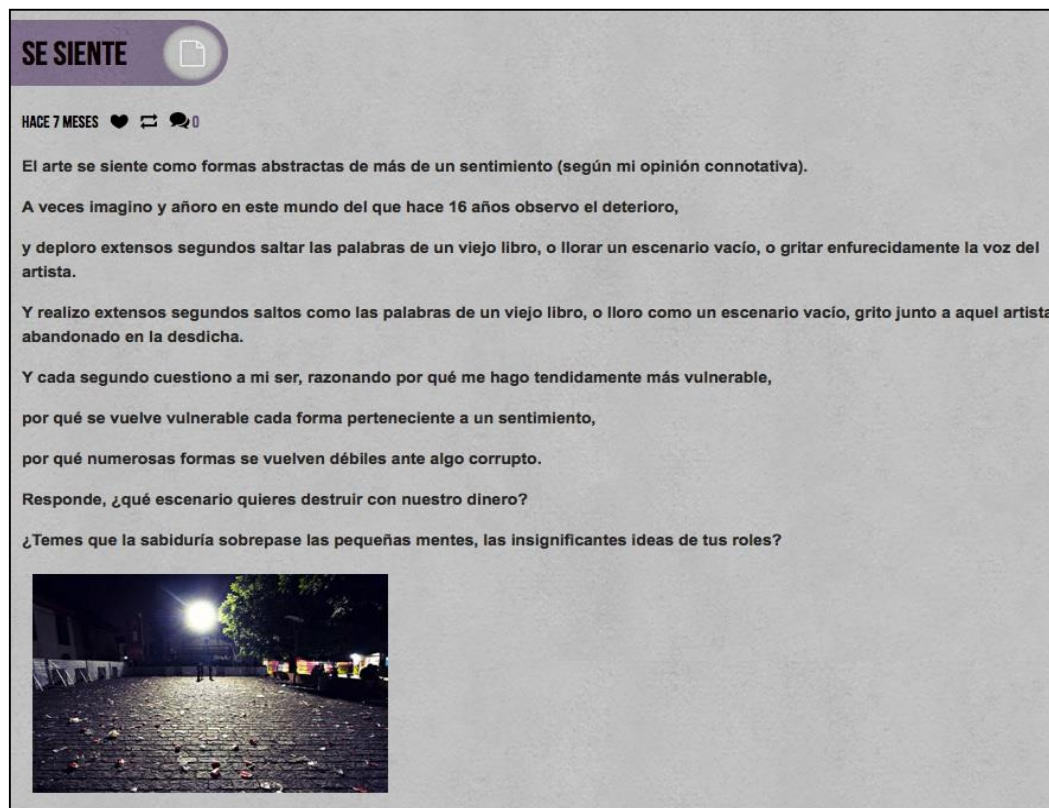 SE SIENTE
HACE 7 MESES 0
El arte se siente como formas abstractas de más de un sentimiento (según mi opinión connotativa).
A veces imagino y añoro en este mundo del que hace 16 años observo el deterioro,
y deploro extensos segundos saltar las palabras de un viejo libro, o llorar un escenario vacío, o gritar enfurecidamente la voz del
artista.
Y realizo extensos segundos saltos como las palabras de un viejo libro, o lloro como un escenario vacío, grito junto a aquel artista
abandonado en la desdicha.
Y cada segundo cuestiono a mi ser, razonando por qué me hago tendidamente más vulnerable,
por qué se vuelve vulnerable cada forma perteneciente a un sentimiento,
por qué numerosas formas se vuelven débiles ante algo corrupto.
Responde, ¿qué escenario quieres destruir con nuestro dinero?
¿Temes que la sabiduría sobrepase las pequeñas mentes, las insignificantes ideas de tus roles?